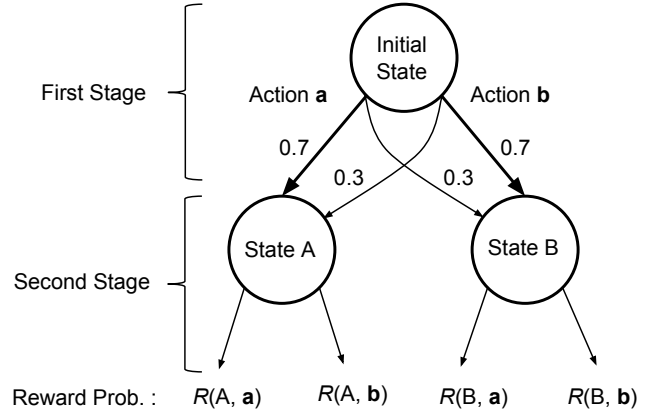 Initial
State
First Stage
Action a
Action b
0.7
0.7
0.3
0.3
State A
State B
Second Stage
Reward Prob. : R(A, a) R(A, b) R(B, a) R(B, b)